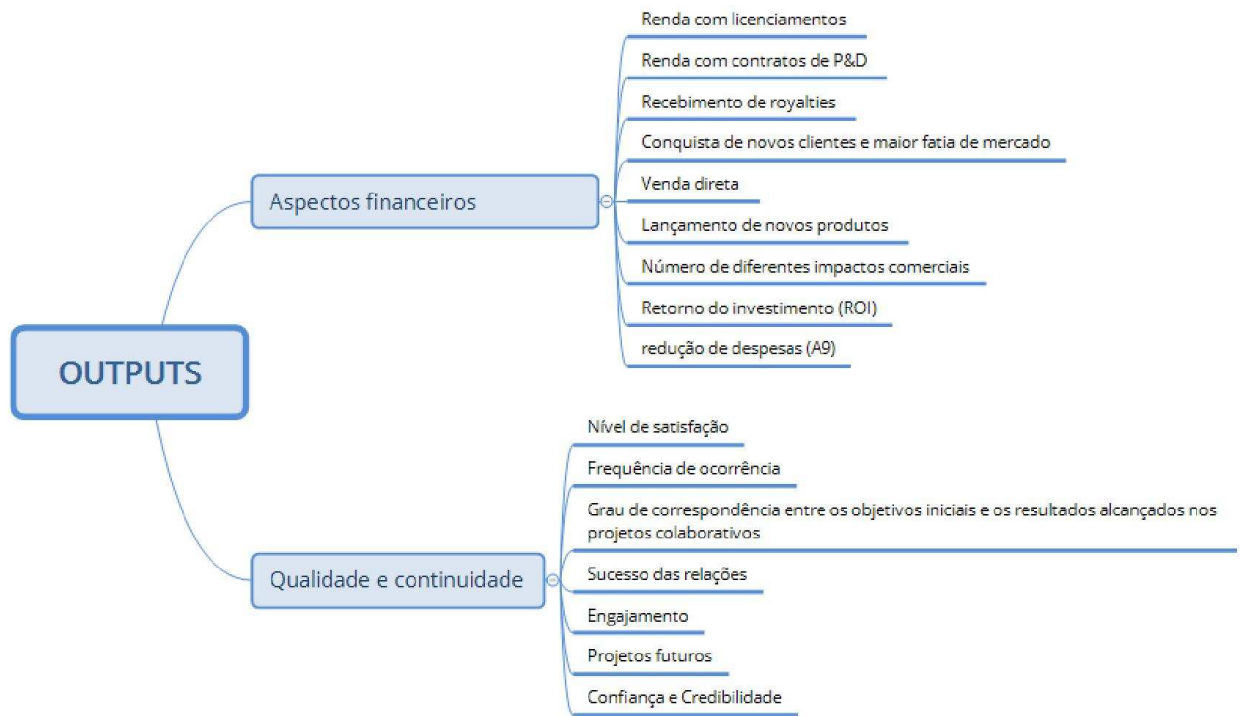 OUTPUTS
Aspectos financeiros
Renda com licenciamentos
Renda com contratos de P&D
Recebimento de royalties
Conquista de novos clientes e maior fatia de mercado
Venda direta
Lançamento de novos produtos
Número de diferentes impactos comerciais
Retorno do investimento (ROI)
redução de despesas (A9)
Qualidade e continuidade
Nível de satisfação
Frequência de ocorrência
Grau de correspondência entre os objetivos iniciais e os resultados alcançados nos
projetos colaborativos
Sucesso das relações
Engajamento
Projetos futuros
Confiança e Credibilidade